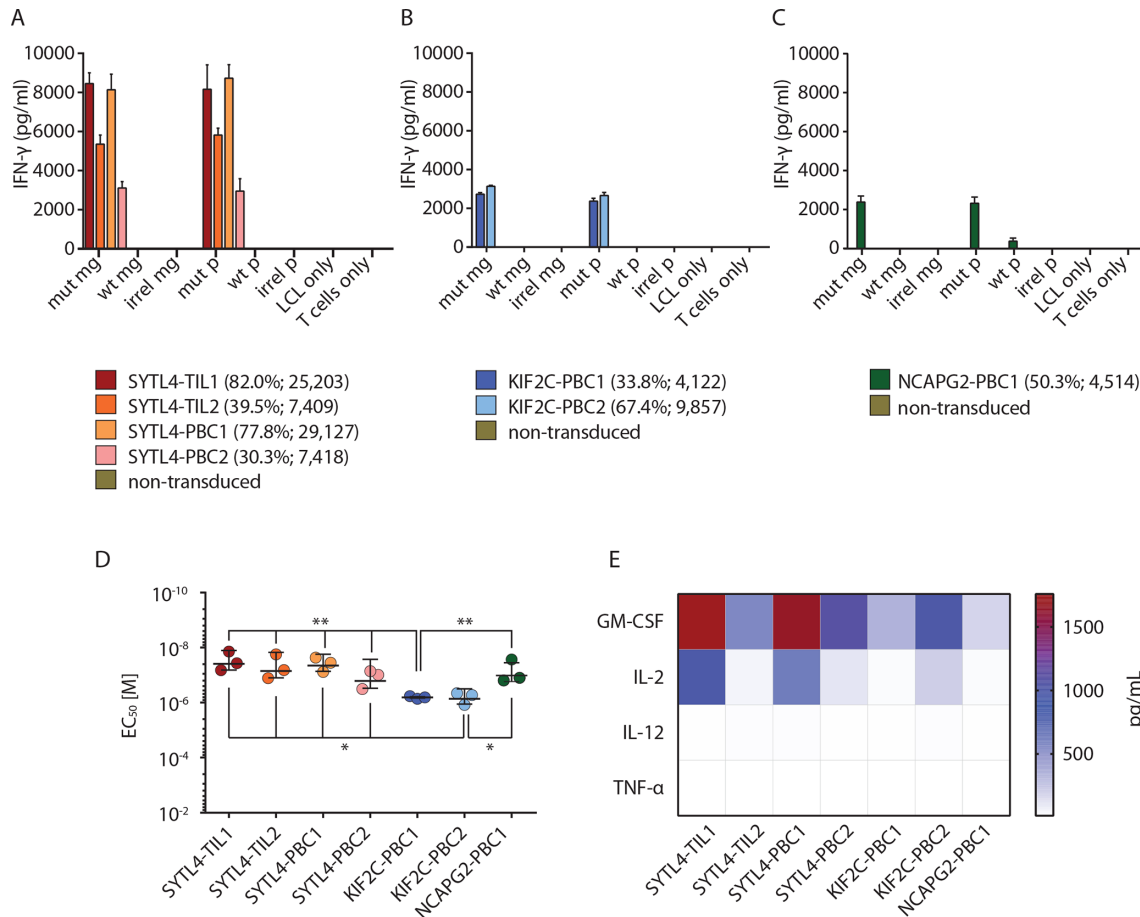 A
B
C
10000
8000
6000
4000
2000
0
IFN-γ (pg/ml)
mut mg
wt mg
irrel mg
mut p
wt p
irrel p
LCL only
T cells only
10000
8000
6000
4000
2000
0
IFN-γ (pg/ml)
mut mg
wt mg
irrel mg
mut p
wt p
irrel p
LCL only
T cells only
10000
8000
6000
4000
2000
0
IFN-γ (pg/ml)
mut mg
wt mg
irrel mg
mut p
wt p
irrel p
LCL only
T cells only
SYTL4-TIL1 (82.0%; 25,203)
SYTL4-TIL2 (39.5%; 7,409)
SYTL4-PBC1 (77.8%; 29,127)
SYTL4-PBC2 (30.3%; 7,418)
non-transduced
KIF2C-PBC1 (33.8%; 4,122)
KIF2C-PBC2 (67.4%; 9,857)
non-transduced
NCAPG2-PBC1 (50.3%; 4,514)
non-transduced
D
10⁻¹⁰
10⁻⁸
10⁻⁶
10⁻⁴
10⁻²
EC₅₀ [M]
**
**
*
*
SYTL4-TIL1
SYTL4-TIL2
SYTL4-PBC1
SYTL4-PBC2
KIF2C-PBC1
KIF2C-PBC2
NCAPG2-PBC1
E
GM-CSF
IL-2
IL-12
TNF-α
SYTL4-TIL1
SYTL4-TIL2
SYTL4-PBC1
SYTL4-PBC2
KIF2C-PBC1
KIF2C-PBC2
NCAPG2-PBC1
1500
1000
500
pg/mL